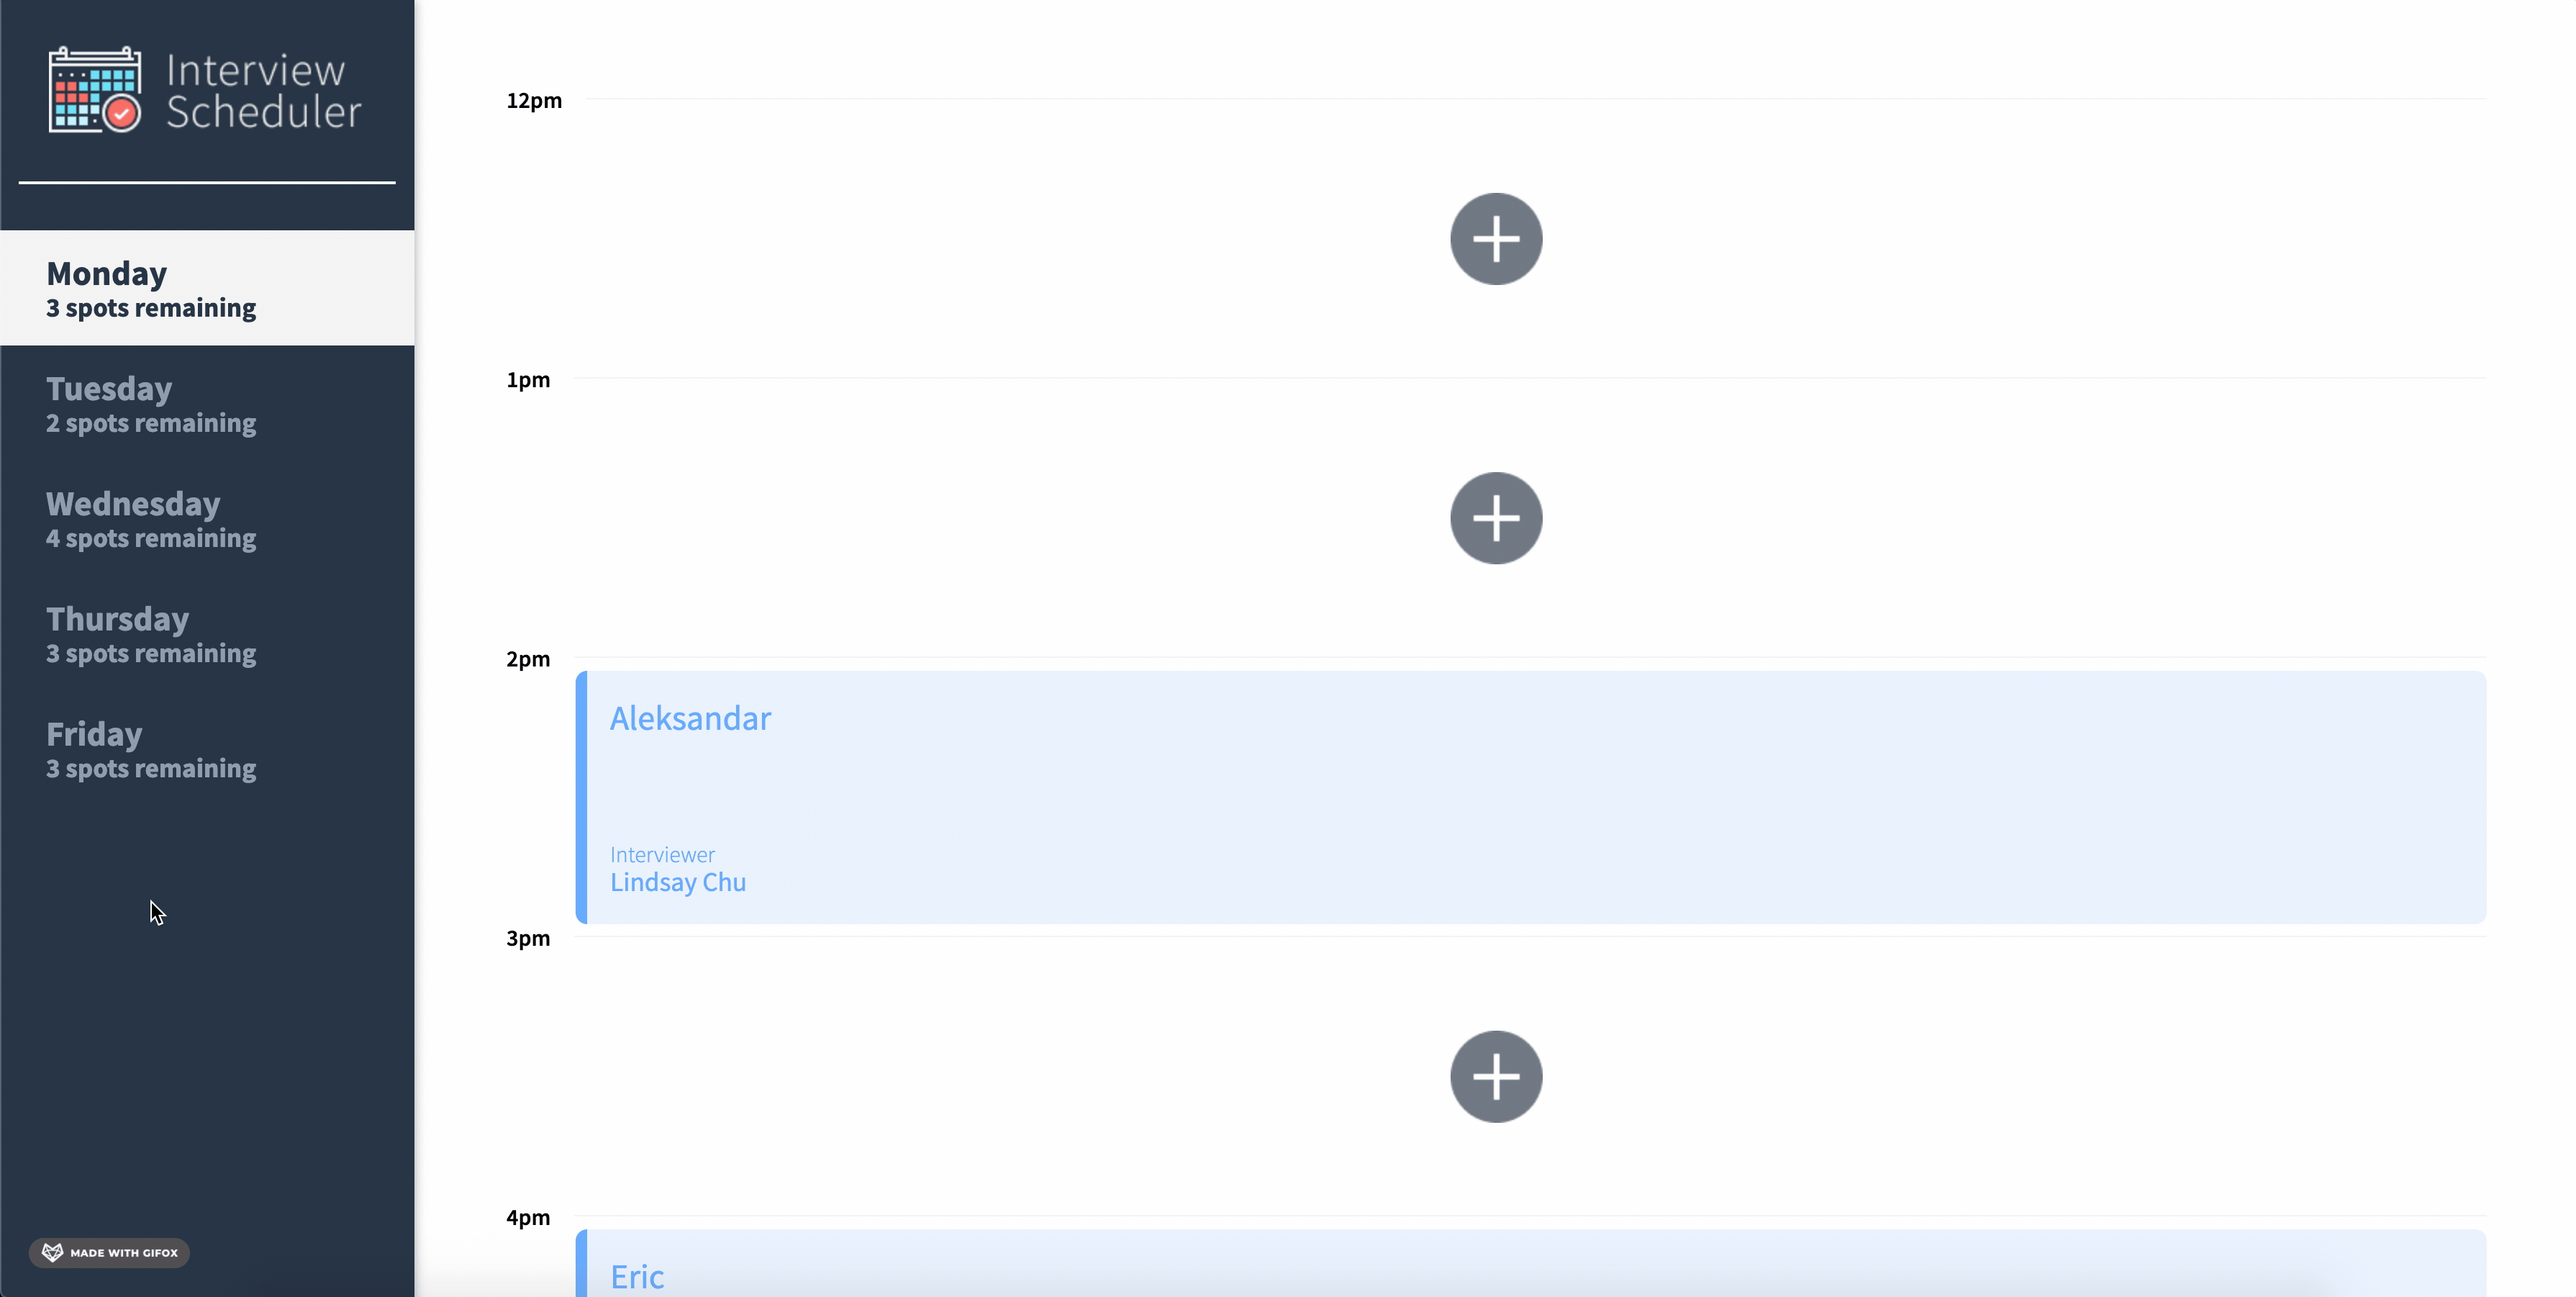 Interview
Scheduler
Monday
3 spots remaining
Tuesday
2 spots remaining
Wednesday
4 spots remaining
Thursday
3 spots remaining
Friday
3 spots remaining
MADE WITH GIFOX
12pm
1pm
2pm
Aleksandar
Interviewer
Lindsay Chu
3pm
4pm
Eric